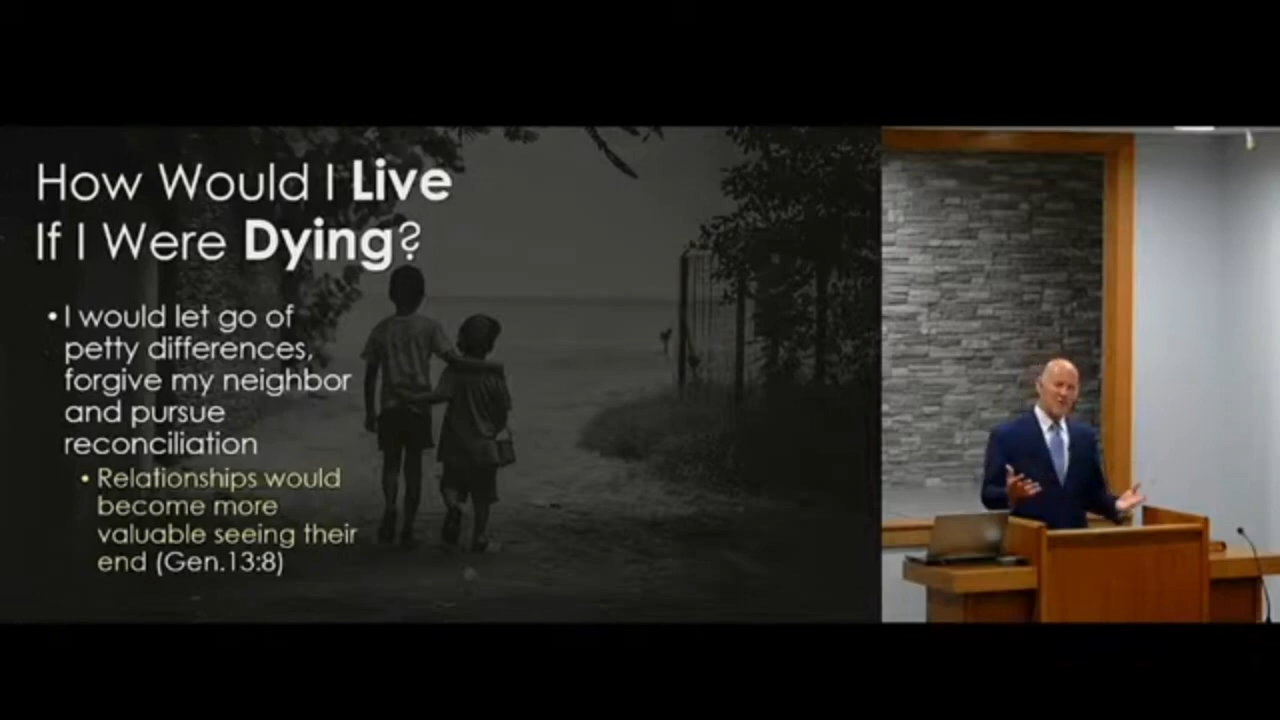 How Would I Live
If I Were Dying?
• I would let go of
petty differences,
forgive my neighbor
and pursue
reconciliation
• Relationships would
become more
valuable seeing their
end (Gen.13:8)